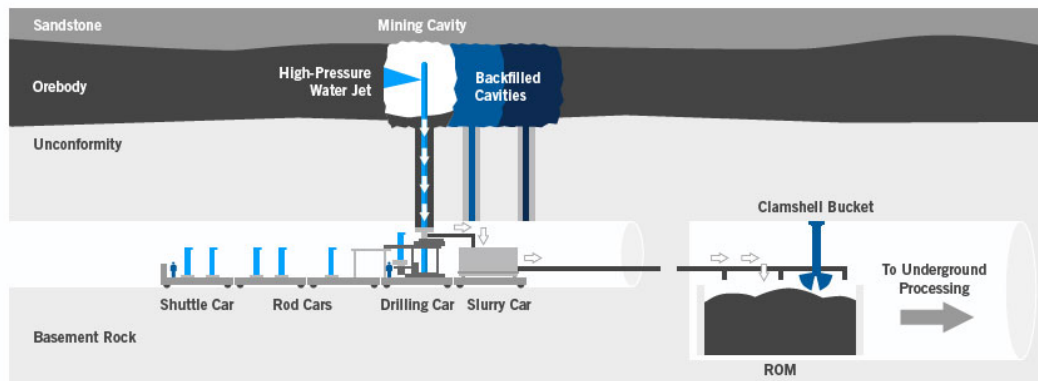 Sandstone
Mining Cavity
High-Pressure
Water Jet
Orebody
Backfilled
Cavities
Unconformity
Clamshell Bucket
To Underground
Processing
Shuttle Car
Rod Cars
Drilling Car
Slurry Car
Basement Rock
ROM